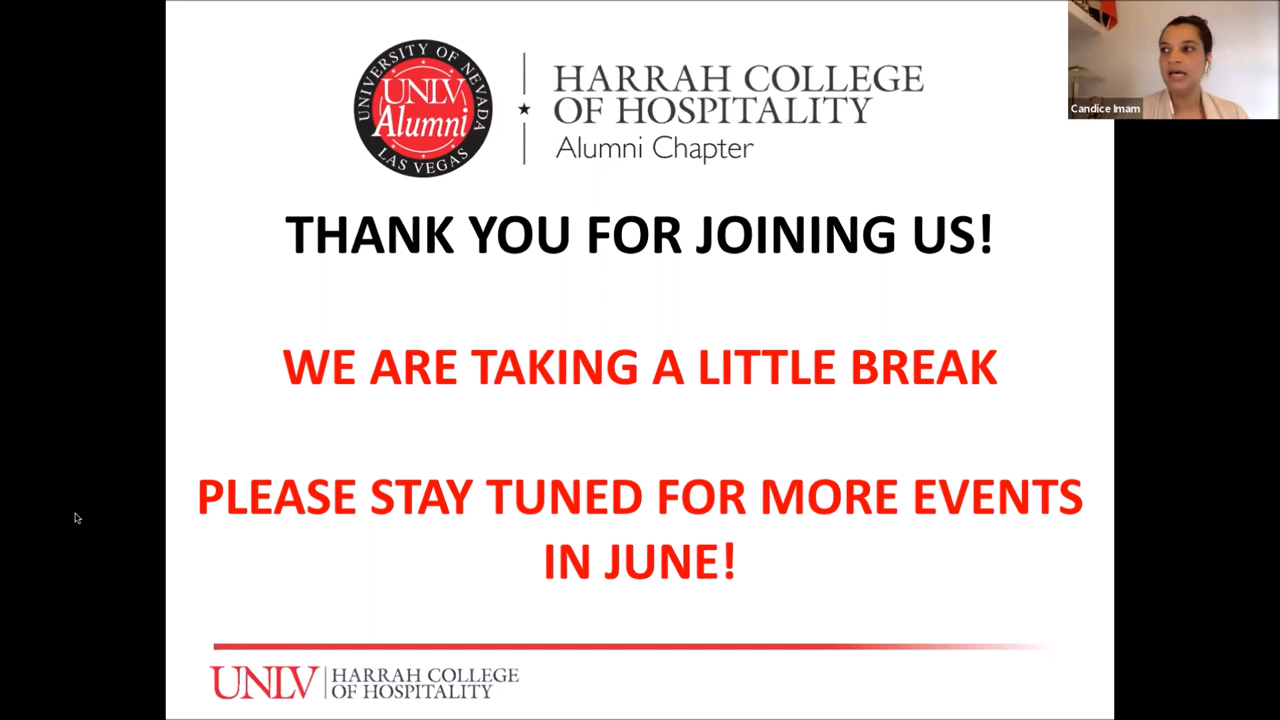 UNIVERSITY OF NEVADA
UNLV
Alumni
LAS VEGAS
HARRAH COLLEGE
OF HOSPITALITY
Alumni Chapter
Candice Imam
THANK YOU FOR JOINING US!
WE ARE TAKING A LITTLE BREAK
PLEASE STAY TUNED FOR MORE EVENTS
IN JUNE!
UNLV
HARRAH COLLEGE
OF HOSPITALITY